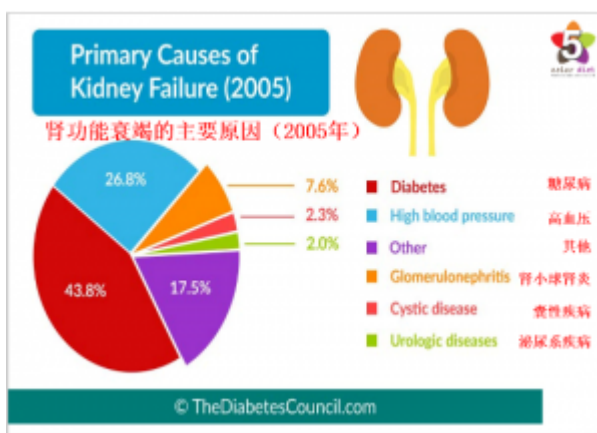 Primary Causes of
Kidney Failure (2005)
5
肾功能衰竭的主要原因（2005年）
26.8%
7.6%
2.3%
2.0%
17.5%
43.8%
Diabetes 糖尿病
High blood pressure 高血压
Other 其他
Glomerulonephritis 肾小球肾炎
Cystic disease 囊性疾病
Urologic diseases 泌尿系疾病
© TheDiabetesCouncil.com